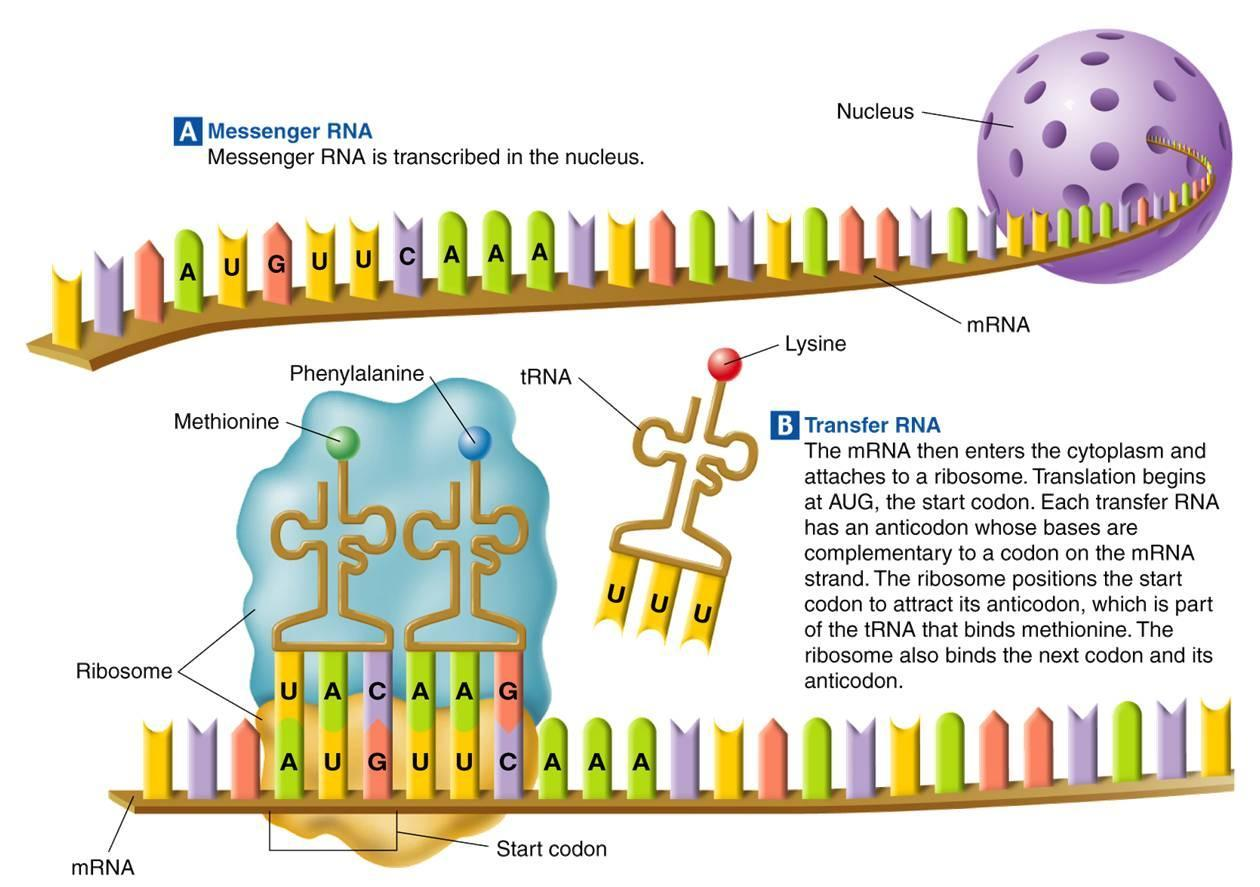 Nucleus
A Messenger RNA
Messenger RNA is transcribed in the nucleus.
A U G U U C A A A
mRNA
Lysine
Phenylalanine
tRNA
Methionine
B Transfer RNA
The mRNA then enters the cytoplasm and
attaches to a ribosome. Translation begins
at AUG, the start codon. Each transfer RNA
has an anticodon whose bases are
complementary to a codon on the mRNA
strand. The ribosome positions the start
codon to attract its anticodon, which is part
of the tRNA that binds methionine. The
ribosome also binds the next codon and its
anticodon.
U U U
Ribosome
U A C A A G
A U G U U C A A A
Start codon
mRNA